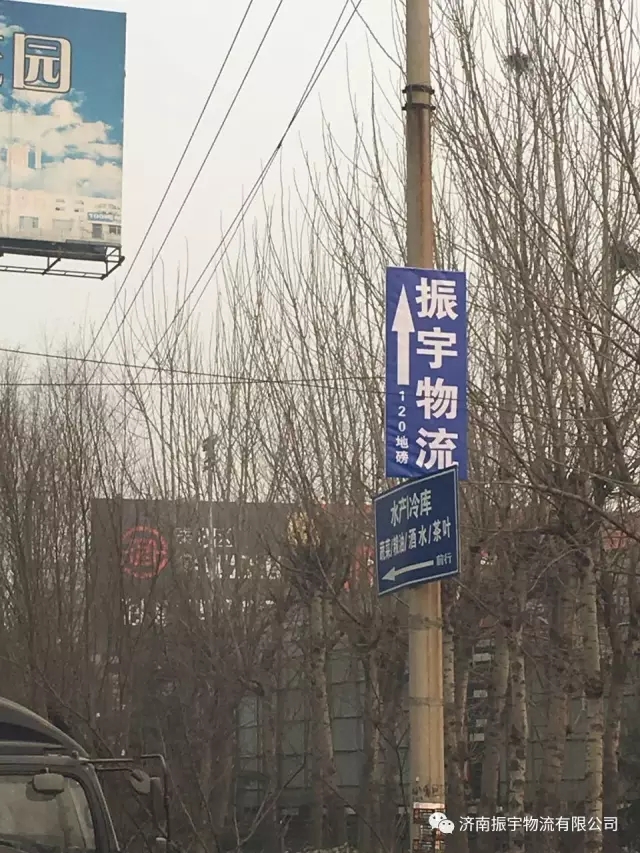 园
振宇物流
120地磅
水产/冷库
蔬菜/粮油/酒水/茶叶
前行
济南振宇物流有限公司